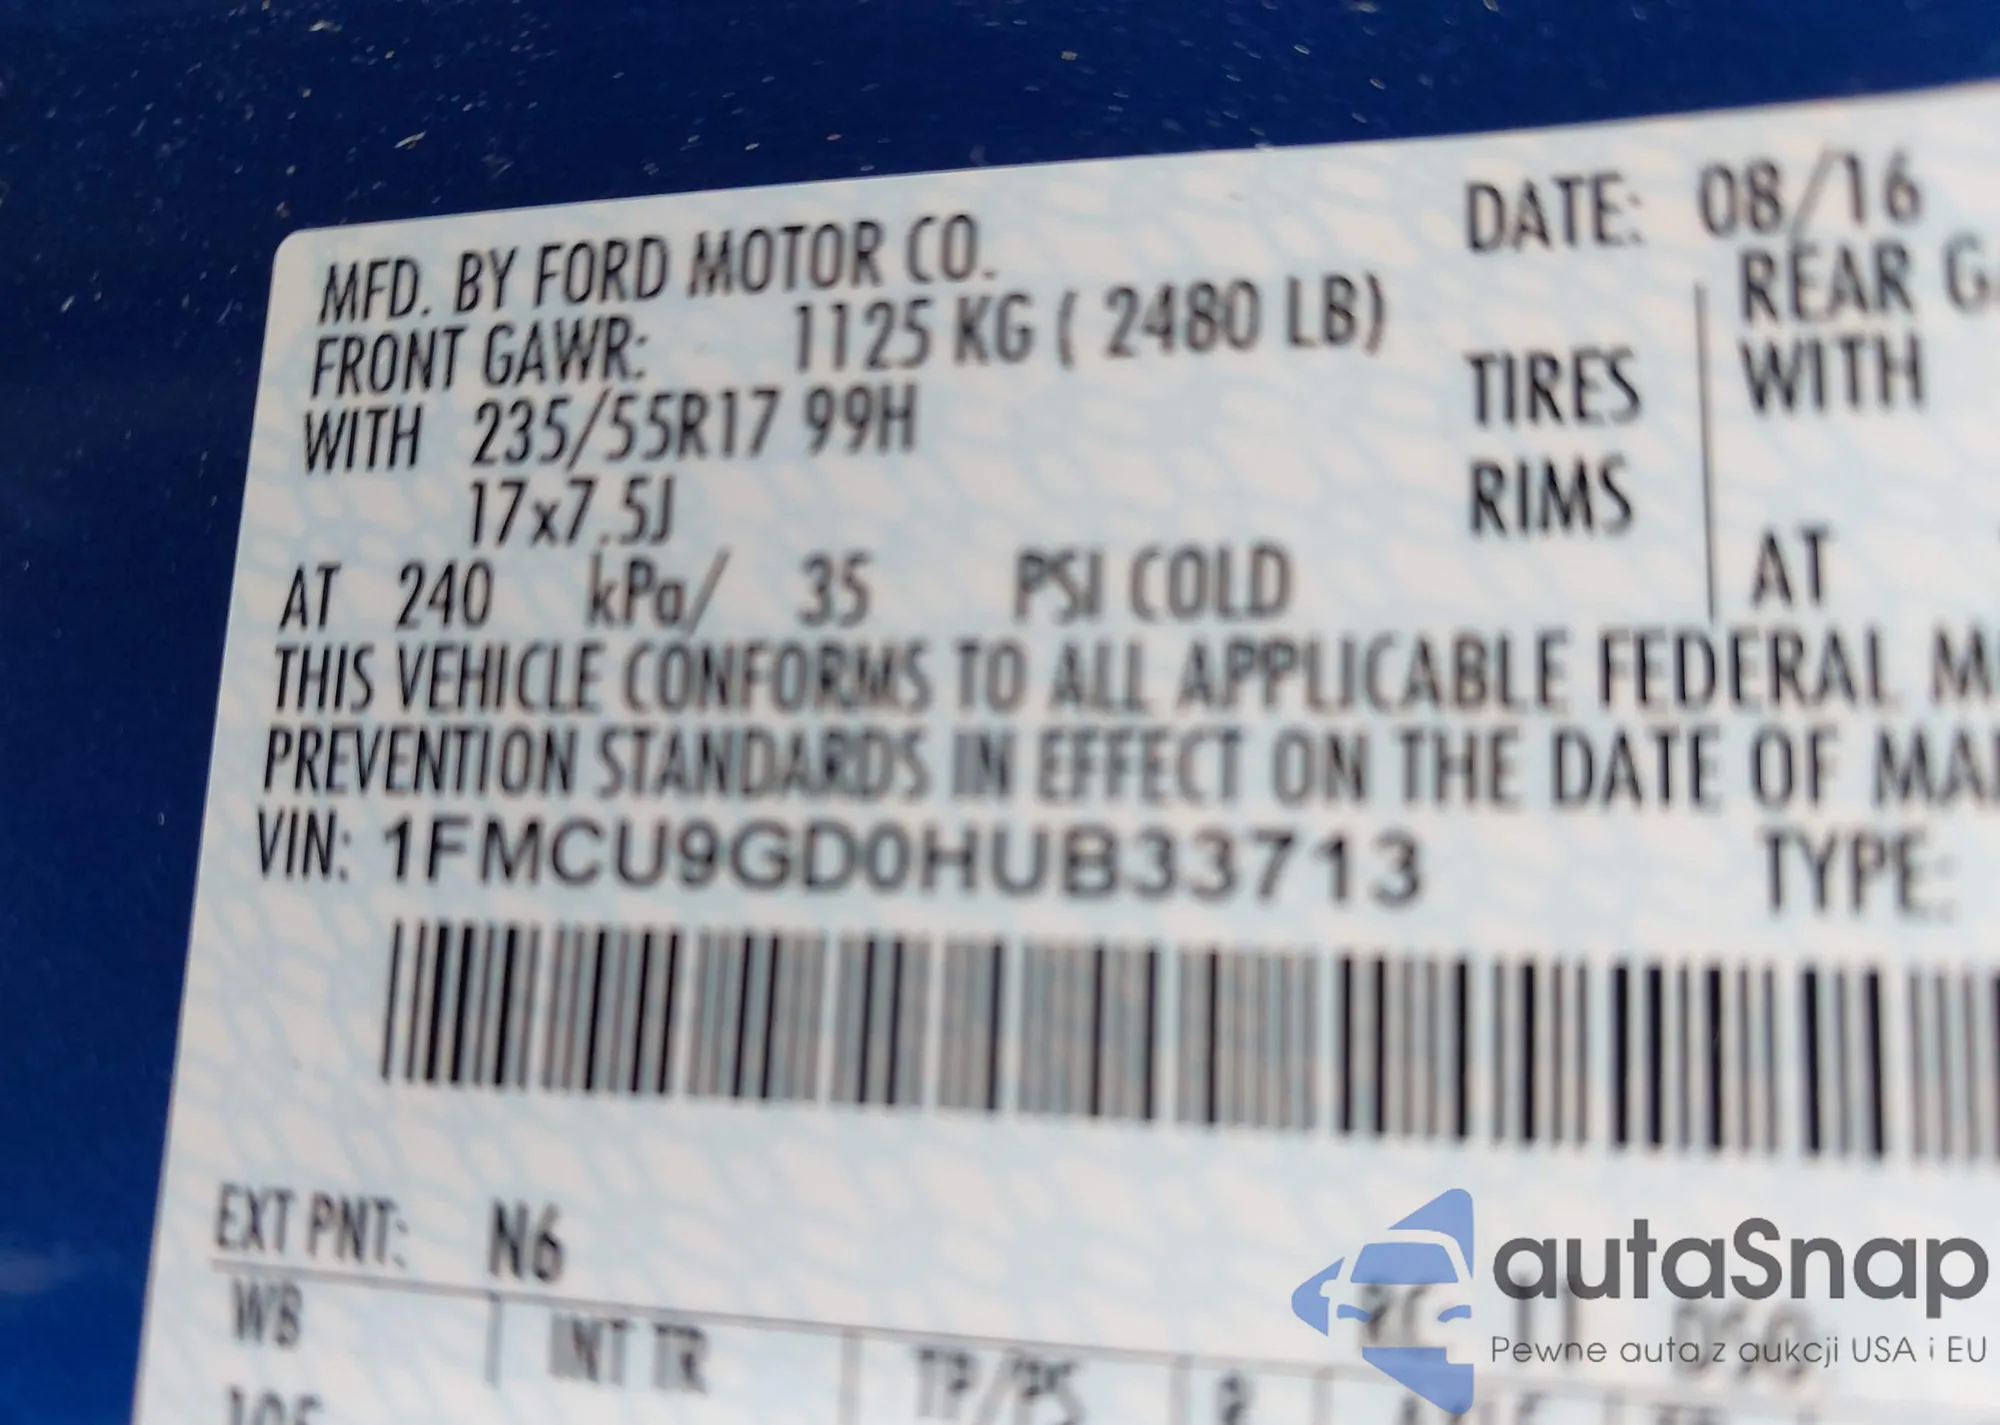 MFD. BY FORD MOTOR CO.
DATE: 08/16
FRONT GAWR: 1125 KG ( 2480 LB)
REAR
WITH 235/55R17 99H
TIRES
WITH
17x7.5J
RIMS
AT 240 kPa/ 35 PSI COLD
AT
THIS VEHICLE CONFORMS TO ALL APPLICABLE FEDERAL
PREVENTION STANDARDS IN EFFECT ON THE DATE OF
VIN: 1FMCU9GD0HUB33713
TYPE:
EXT PNT: N6
WB
INT TR
TP/PS
R
105
autaSnap
Pewne auta z aukcji USA i EU